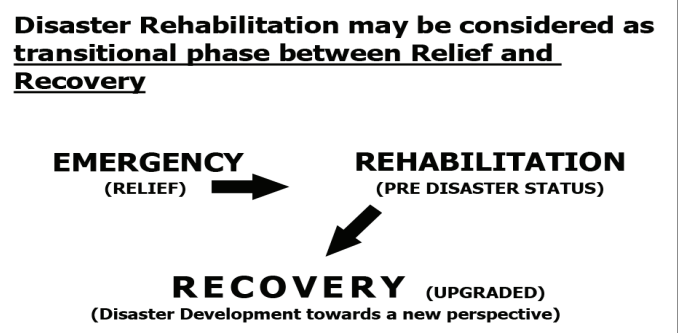 Disaster Rehabilitation may be considered as
transitional phase between Relief and
Recovery
EMERGENCY
(RELIEF)
REHABILITATION
(PRE DISASTER STATUS)
RECOVERY (UPGRADED)
(Disaster Development towards a new perspective)